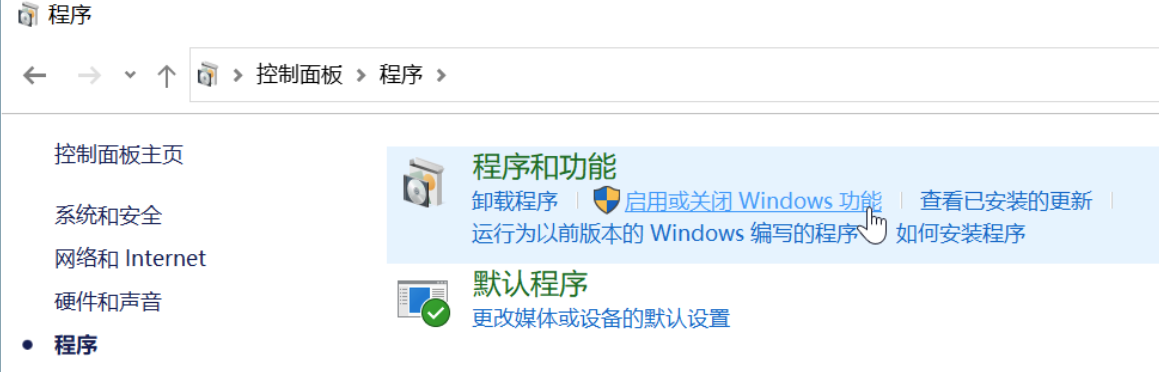 程序
控制面板 程序
控制面板主页
系统和安全
网络和 Internet
硬件和声音
程序
程序和功能
卸载程序 启用或关闭 Windows 功能 查看已安装的更新
运行为以前版本的 Windows 编写的程序 如何安装程序
默认程序
更改媒体或设备的默认设置